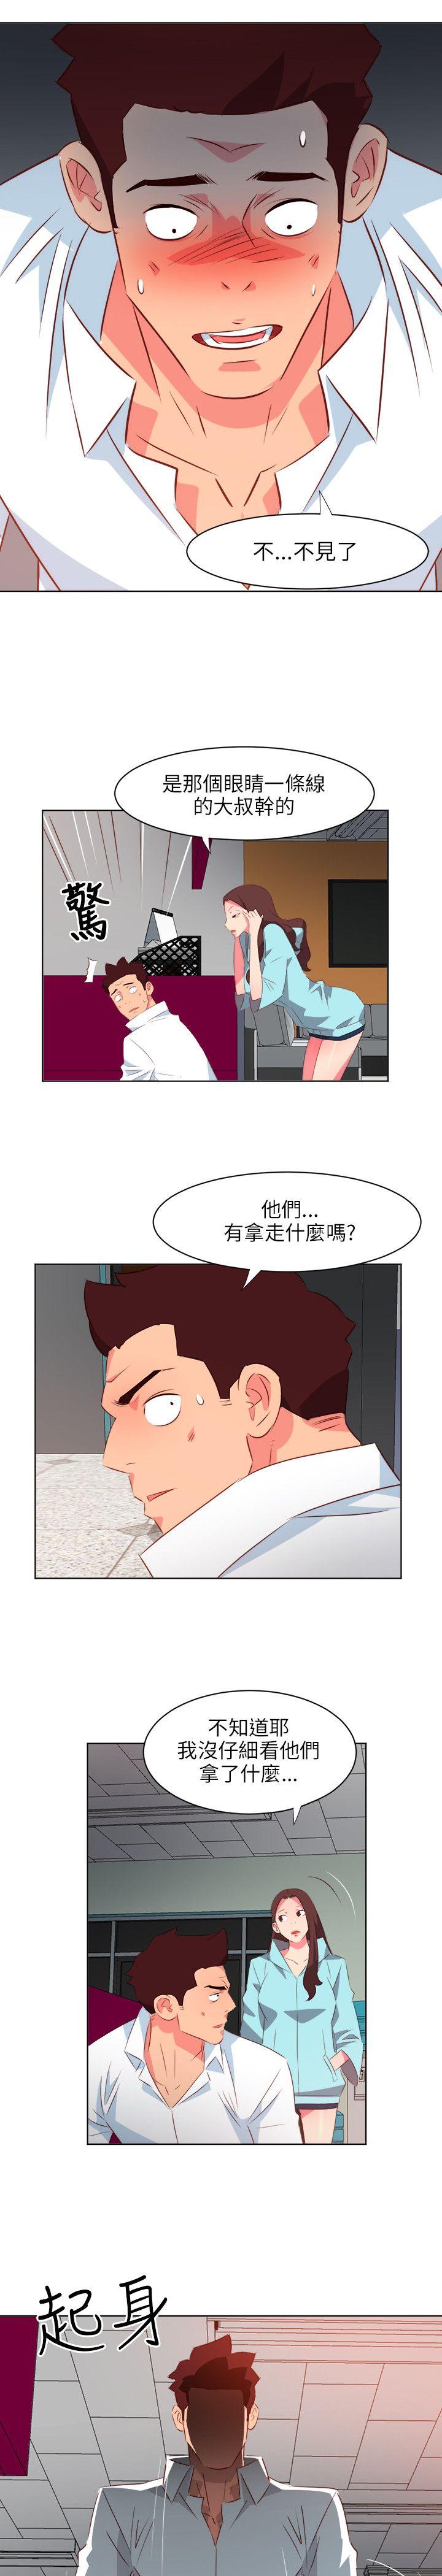 不...不見了
是那個眼睛一條線
的大叔幹的
驚
他們...
有拿走什麼嗎?
不知道耶
我沒仔細看他們
拿了什麼...
起身